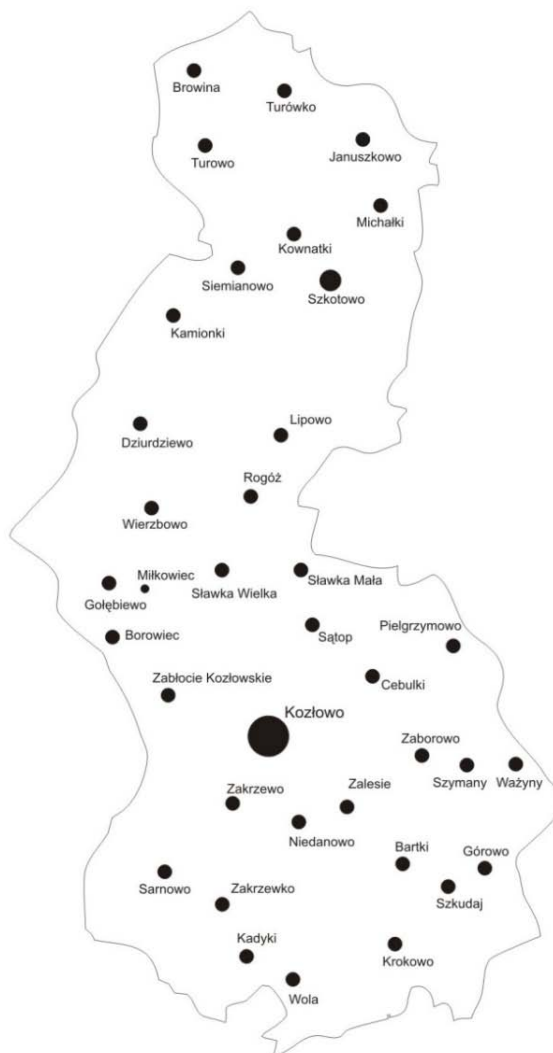 Browina
Turówko
Turowo
Januszkowo
Michałki
Kownatki
Siemianowo
Szkotowo
Kamionki
Lipowo
Dziurdziewo
Rogóż
Wierzbowo
Miłkowiec
Sławka Wielka
Sławka Mała
Gołębiewo
Borowiec
Sątop
Pielgrzymowo
Zabłocie Kozłowskie
Cebulki
Kozłowo
Zaborowo
Szymany
Ważyny
Zakrzewo
Zalesie
Niedanowo
Bartki
Górowo
Sarnowo
Zakrzewko
Szkudaj
Kadyki
Krokowo
Wola